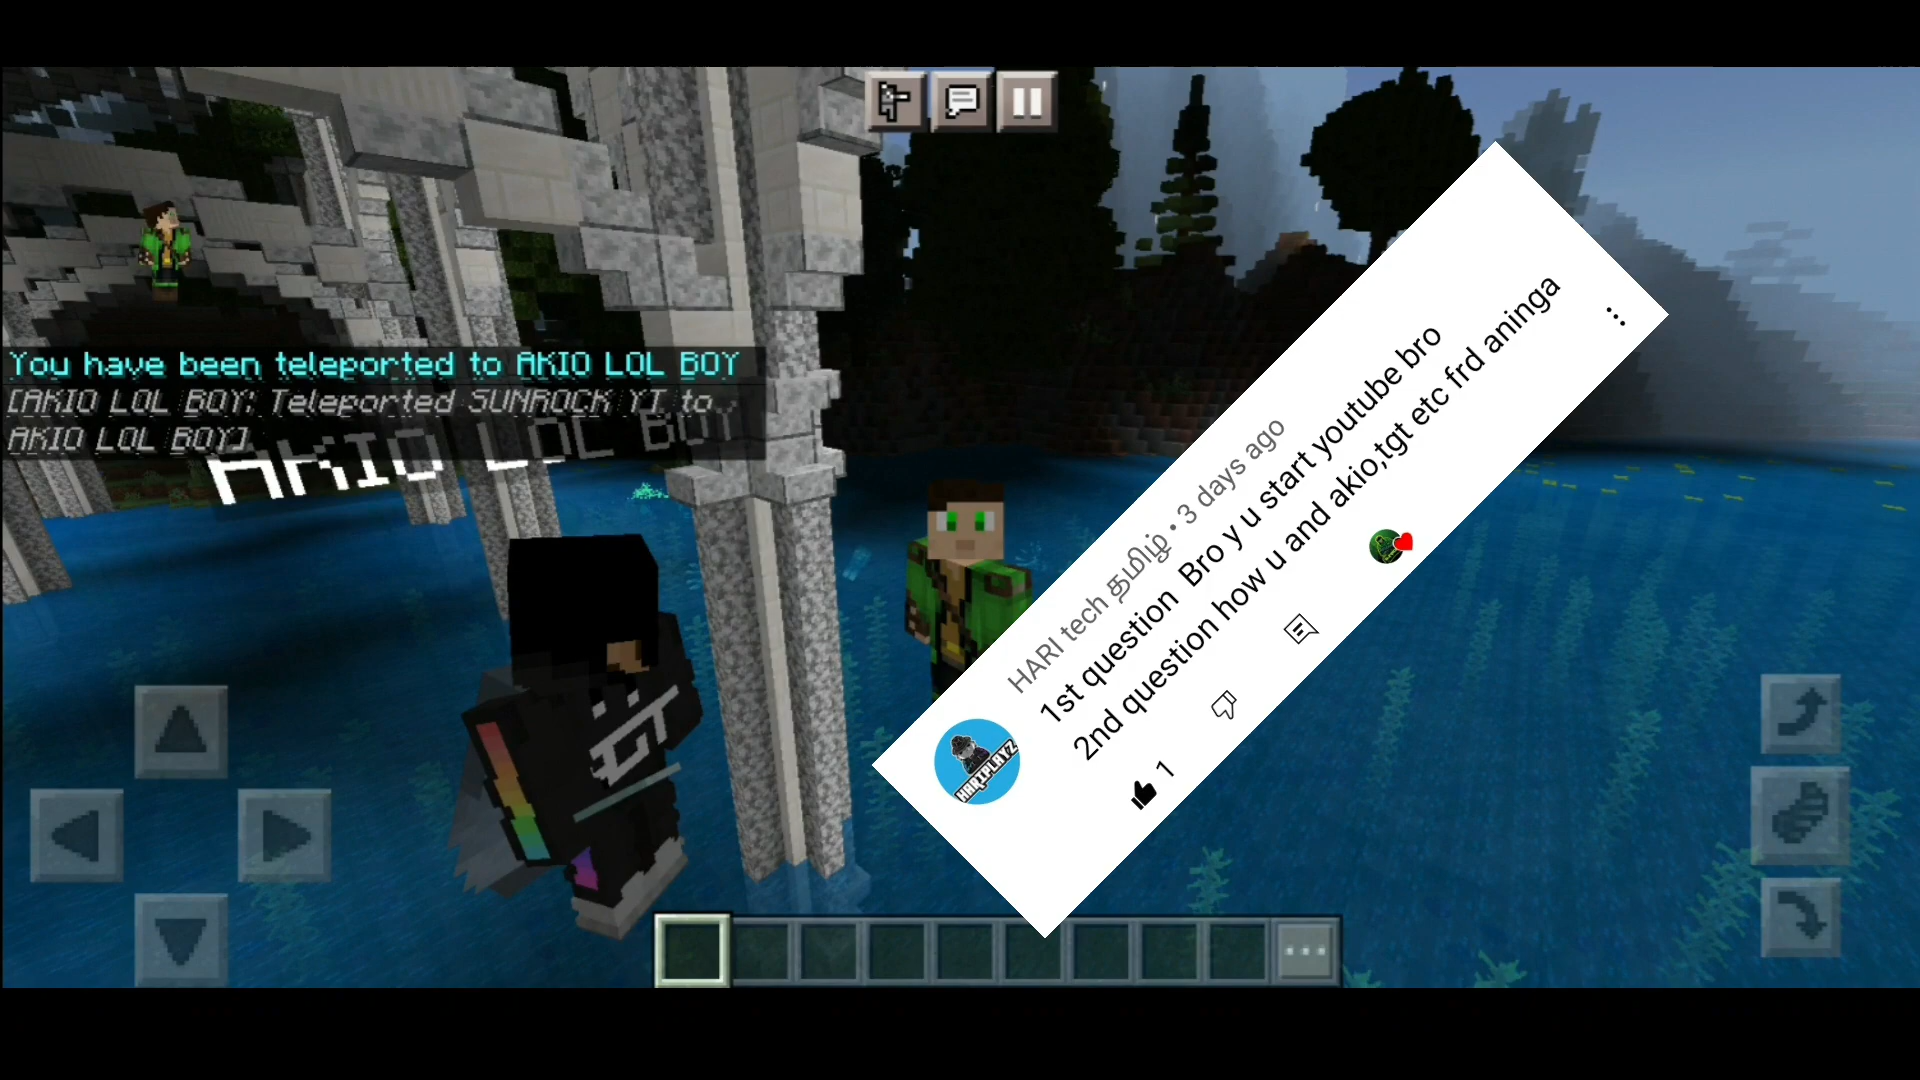 You have been teleported to AKIO LOL BOY
[AKIO LOL BOY: Teleported SUNROCK YT to
AKIO LOL BOY]
AKIO LOL BOY
GT
HARI tech தமிழ் • 3 days ago
1st question Bro y u start youtube bro
2nd question how u and akio,tgt etc frd aninga
1
HARIPLAYZ